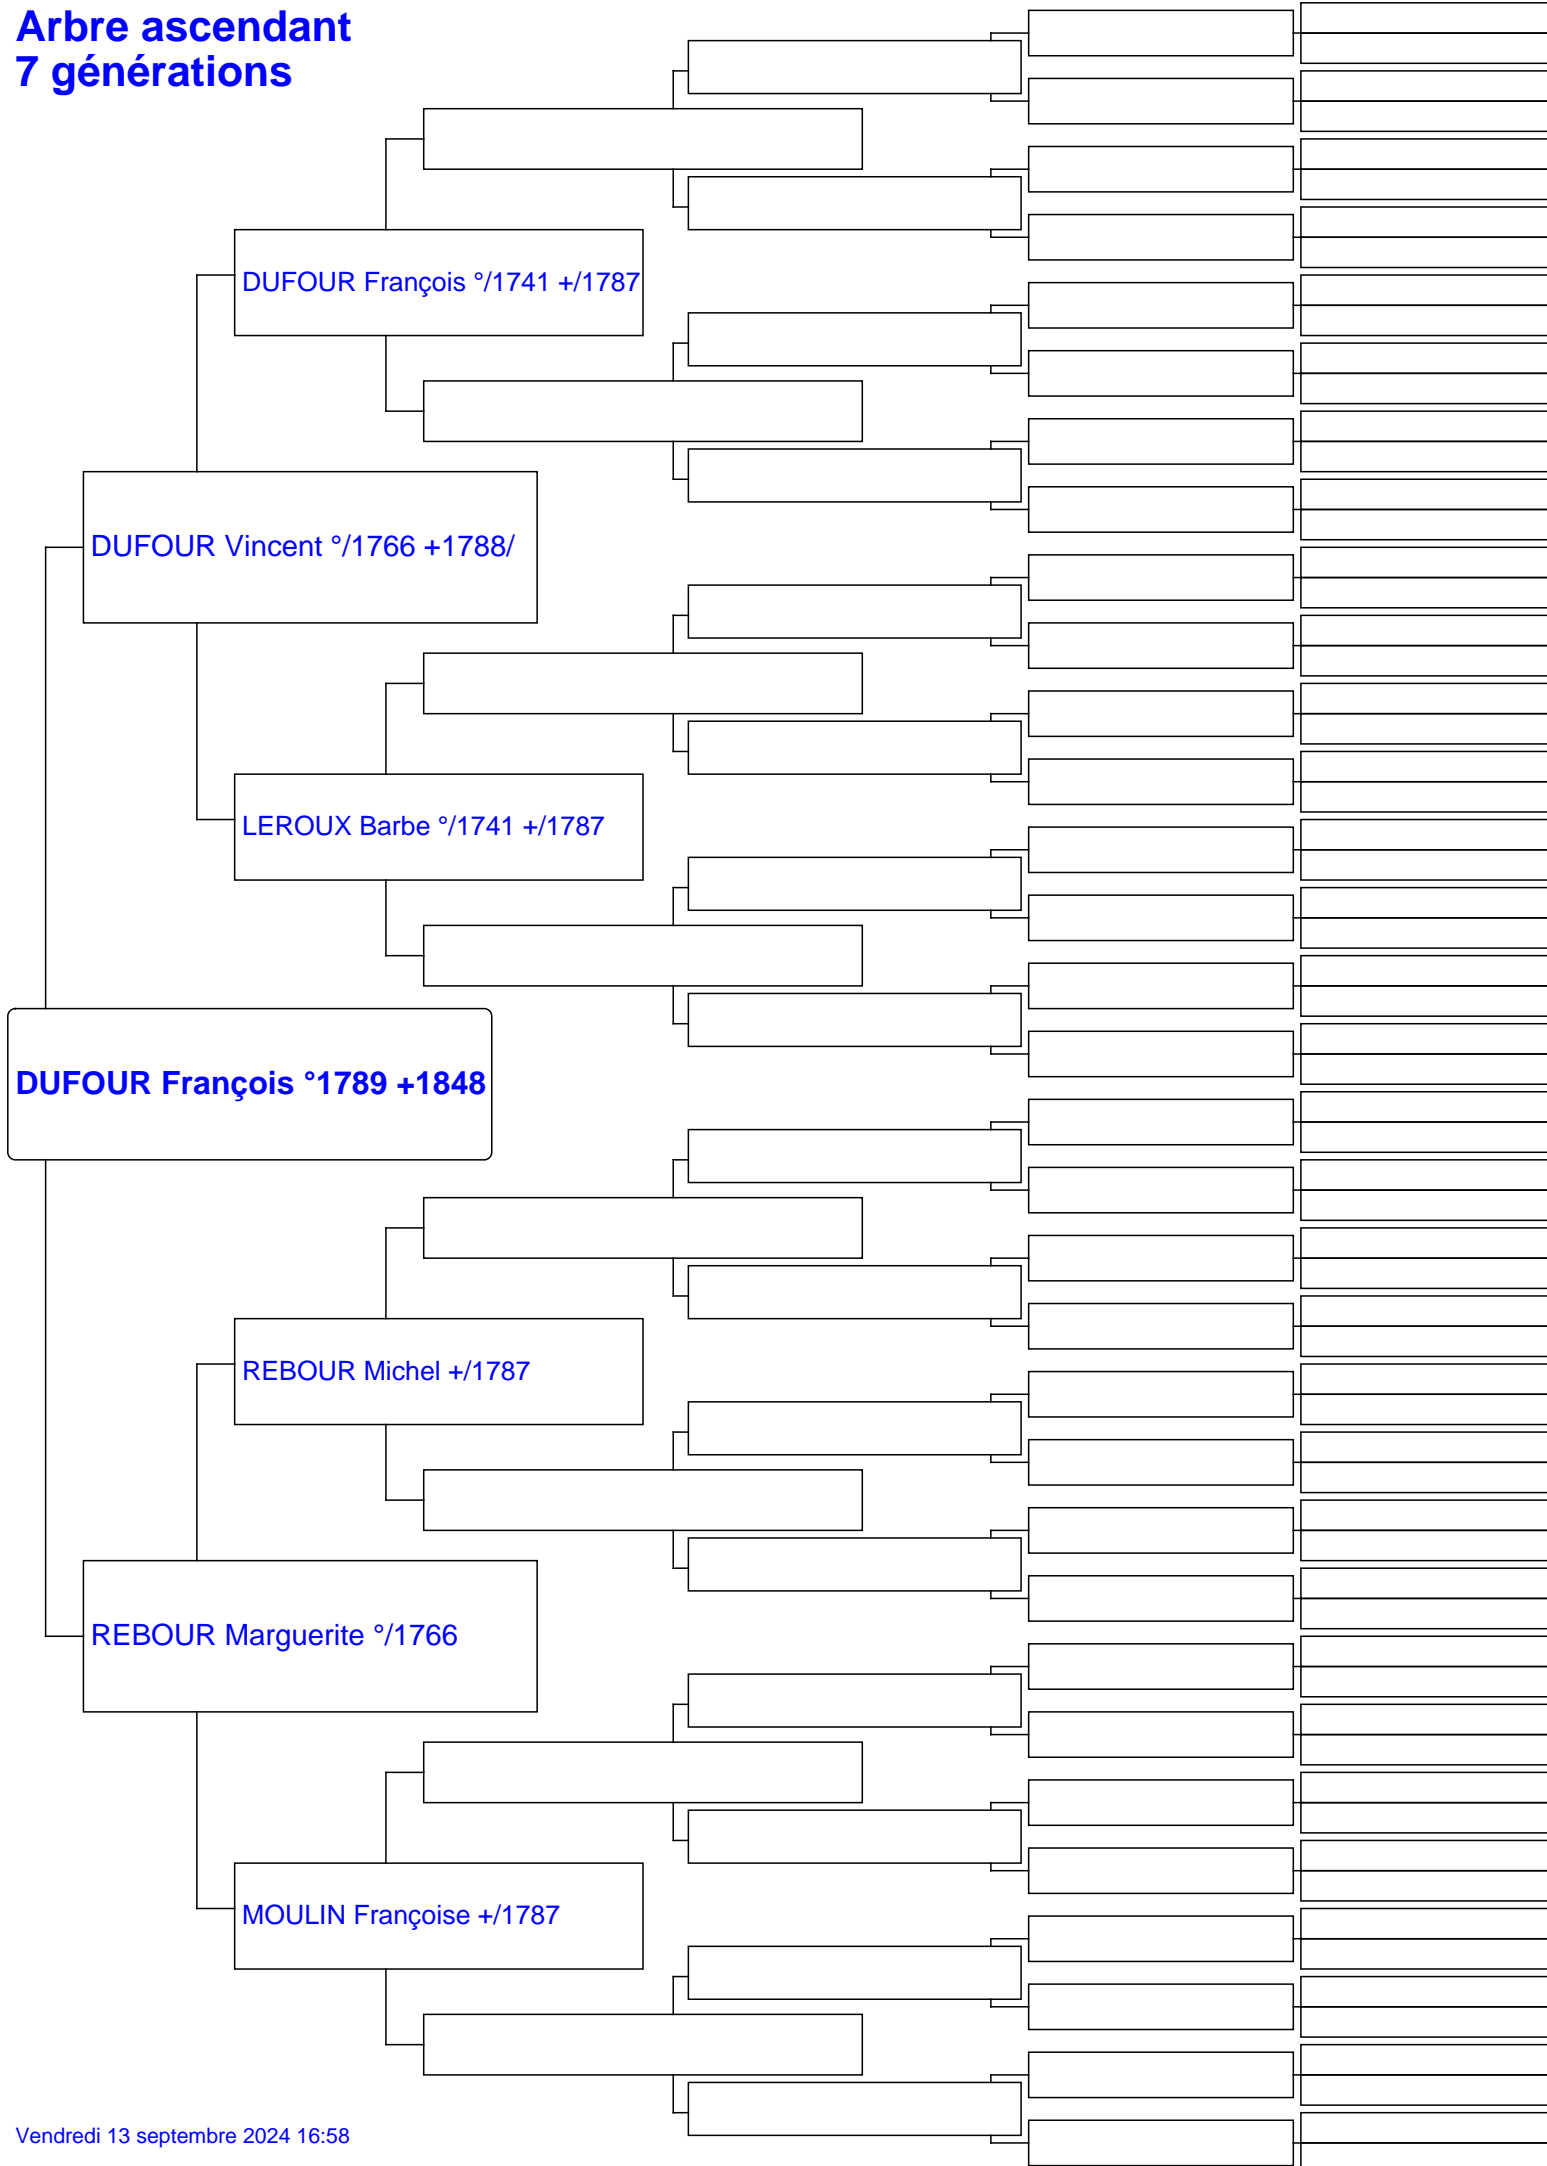 Arbre ascendant
7 générations
DUFOUR François °/1741 +/1787
DUFOUR Vincent °/1766 +1788/
LEROUX Barbe °/1741 +/1787
DUFOUR François °1789 +1848
REBOUR Michel +/1787
REBOUR Marguerite °/1766
MOULIN Françoise +/1787
Vendredi 13 septembre 2024 16:58